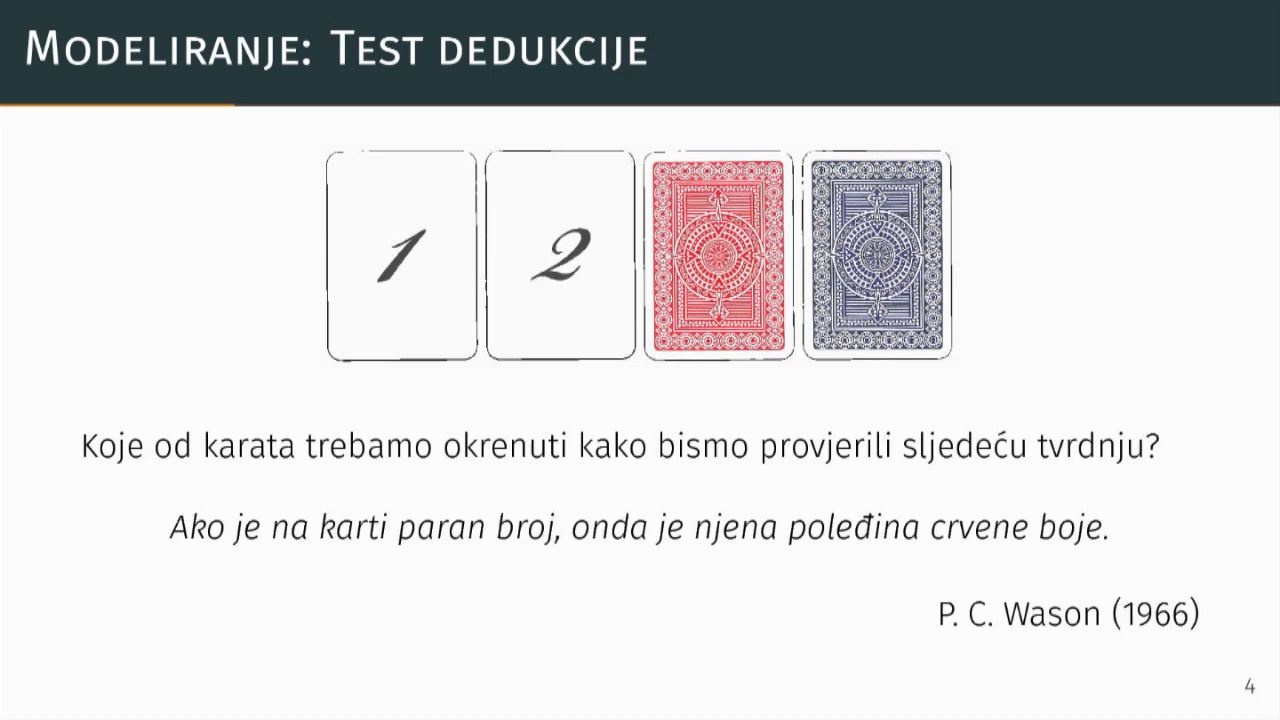 Modeliranje: Test dedukcije
1
2
Koje od karata trebamo okrenuti kako bismo provjerili sljedeću tvrdnju?
Ako je na karti paran broj, onda je njena poleđina crvene boje.
P. C. Wason (1966)
4